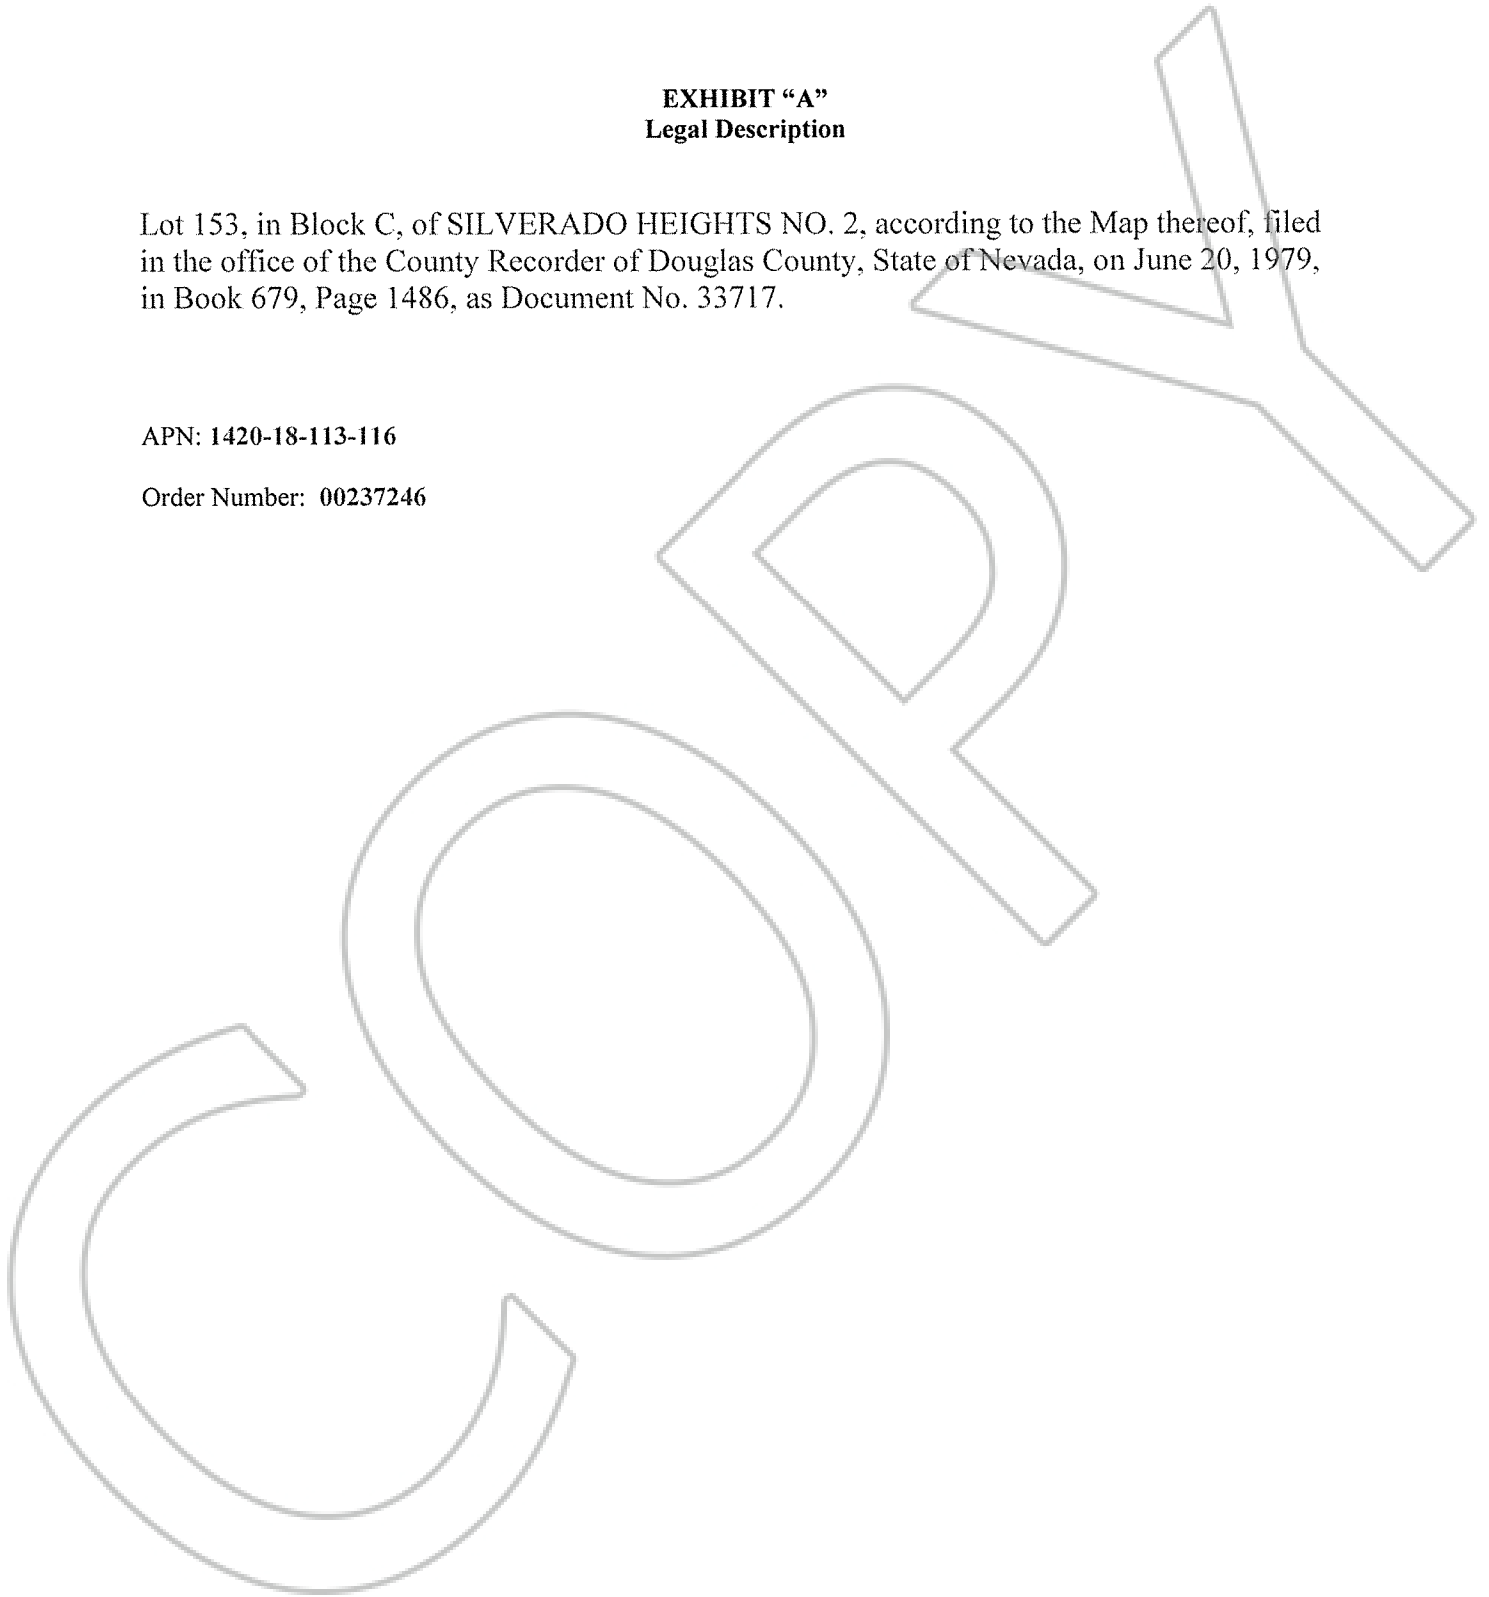 EXHIBIT “A”
Legal Description
Lot 153, in Block C, of SILVERADO HEIGHTS NO. 2, according to the Map thereof, filed
in the office of the County Recorder of Douglas County, State of Nevada, on June 20, 1979,
in Book 679, Page 1486, as Document No. 33717.
APN: 1420-18-113-116
Order Number: 00237246
COPY